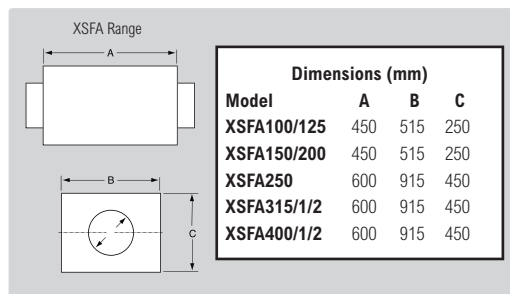 XSFA Range
A
B
C
Dimensions (mm)
Model A B C
XSFA100/125 450 515 250
XSFA150/200 450 515 250
XSFA250 600 915 450
XSFA315/1/2 600 915 450
XSFA400/1/2 600 915 450